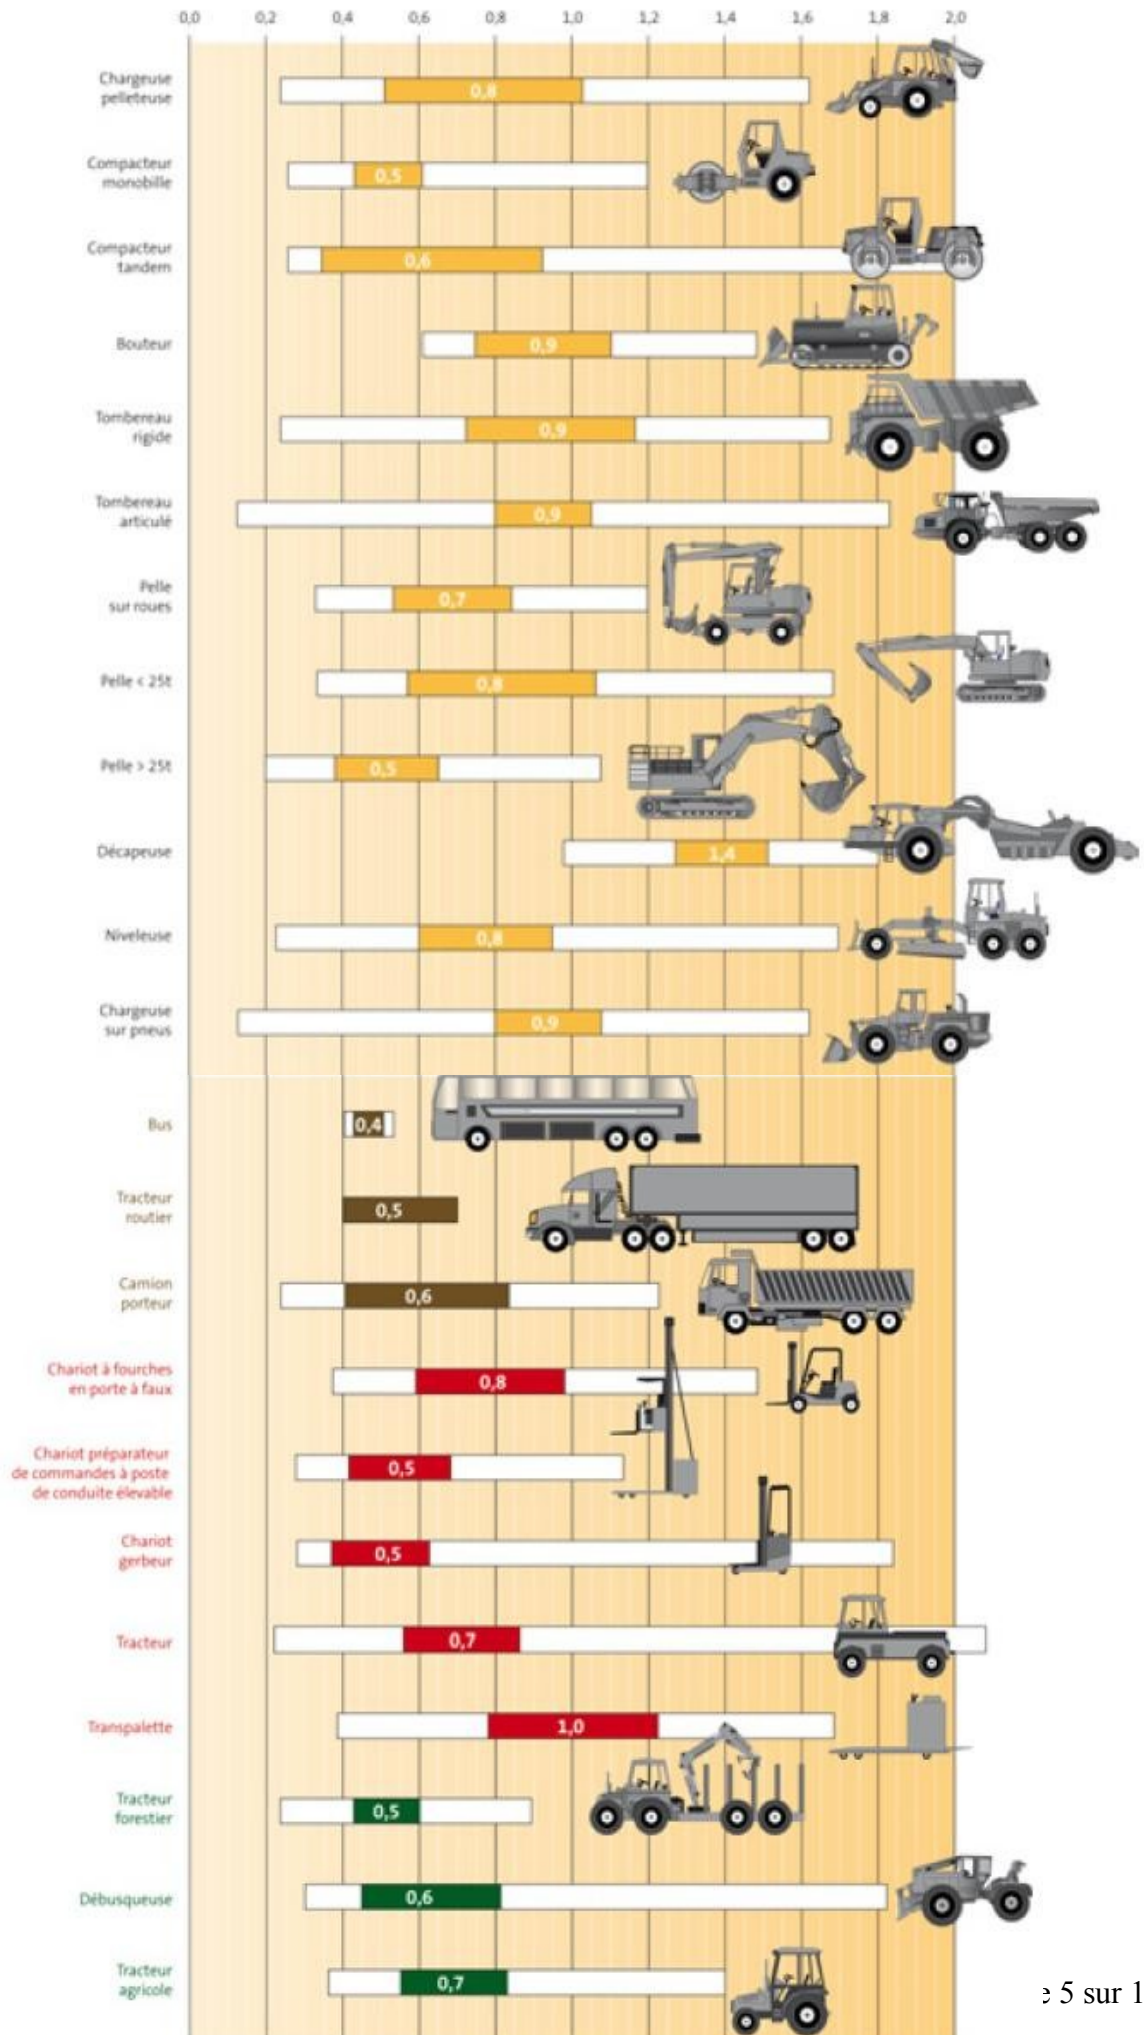 0,0 0,2 0,4 0,6 0,8 1,0 1,2 1,4 1,6 1,8 2,0
Chargeuse
pelleteuse
0,8
Compacteur
monobille
0,5
Compacteur
tandem
0,6
Bouteur
0,9
Tombereau
rigide
0,9
Tombereau
articulé
0,9
Pelle
sur roues
0,7
Pelle < 25t
0,8
Pelle > 25t
0,5
Décapeuse
1,4
Niveleuse
0,8
Chargeuse
sur pneus
0,9
Bus
0,4
Tracteur
routier
0,5
Camion
porteur
0,6
Chariot à fourches
en porte à faux
0,8
Chariot préparateur
de commandes à poste
de conduite élevable
0,5
Chariot
gerbeur
0,5
Tracteur
0,7
Transpalette
1,0
Tracteur
forestier
0,5
Débusqueuse
0,6
Tracteur
agricole
0,7
e 5 sur 1